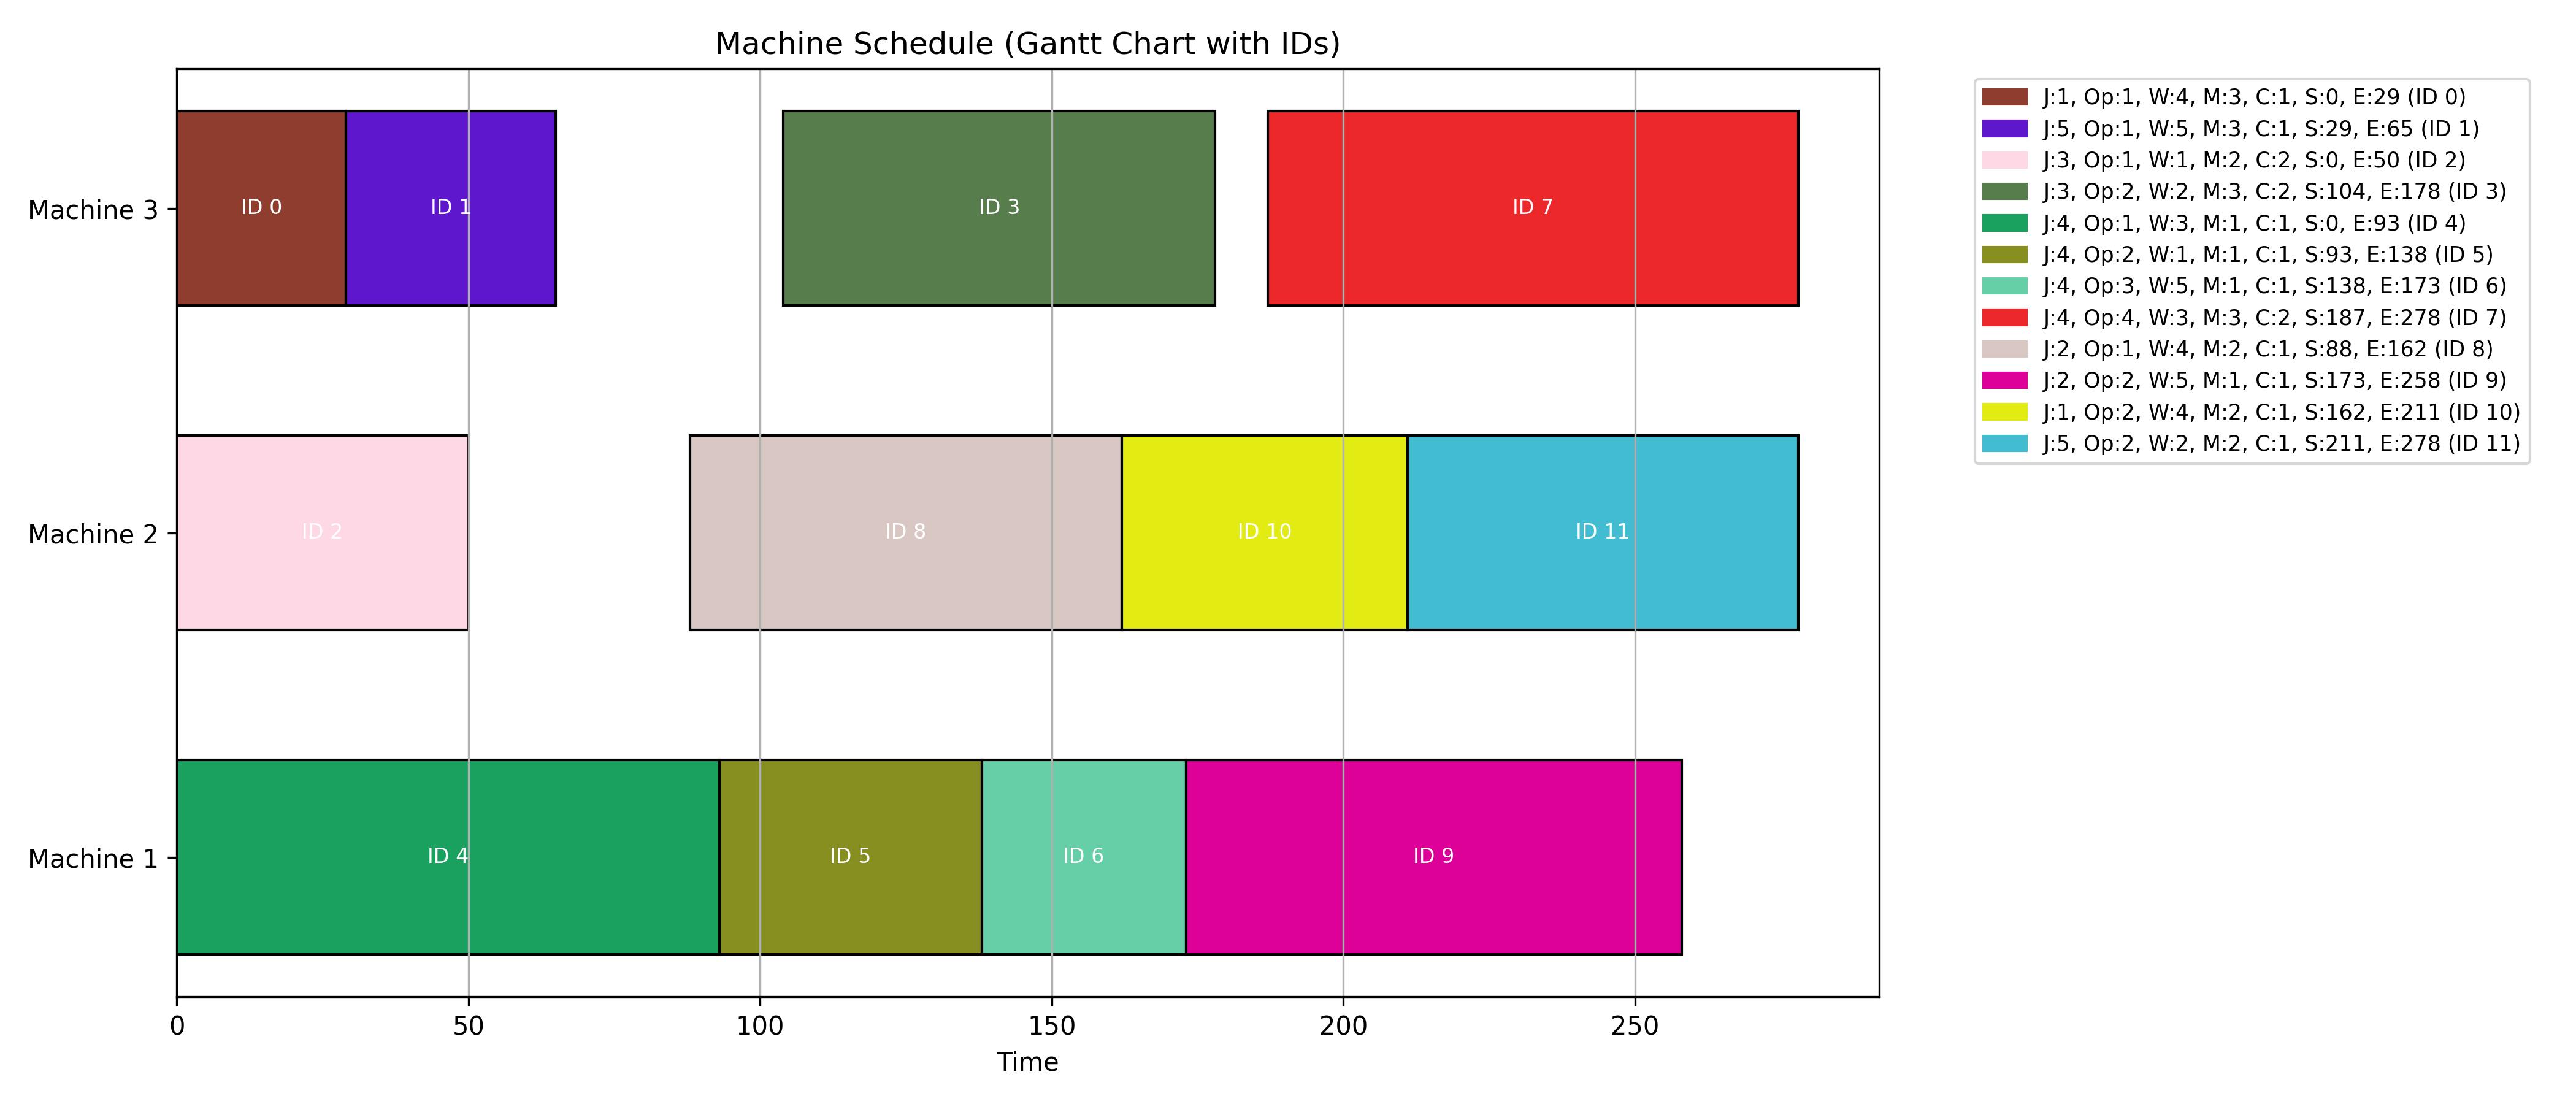 Machine Schedule (Gantt Chart with IDs)
Machine 3
ID 0
ID 1
ID 3
ID 7
Machine 2
ID 2
ID 8
ID 10
ID 11
Machine 1
ID 4
ID 5
ID 6
ID 9
0
50
100
150
200
250
Time
J:1, Op:1, W:4, M:3, C:1, S:0, E:29 (ID 0)
J:5, Op:1, W:5, M:3, C:1, S:29, E:65 (ID 1)
J:3, Op:1, W:1, M:2, C:2, S:0, E:50 (ID 2)
J:3, Op:2, W:2, M:3, C:2, S:104, E:178 (ID 3)
J:4, Op:1, W:3, M:1, C:1, S:0, E:93 (ID 4)
J:4, Op:2, W:1, M:1, C:1, S:93, E:138 (ID 5)
J:4, Op:3, W:5, M:1, C:1, S:138, E:173 (ID 6)
J:4, Op:4, W:3, M:3, C:2, S:187, E:278 (ID 7)
J:2, Op:1, W:4, M:2, C:1, S:88, E:162 (ID 8)
J:2, Op:2, W:5, M:1, C:1, S:173, E:258 (ID 9)
J:1, Op:2, W:4, M:2, C:1, S:162, E:211 (ID 10)
J:5, Op:2, W:2, M:2, C:1, S:211, E:278 (ID 11)